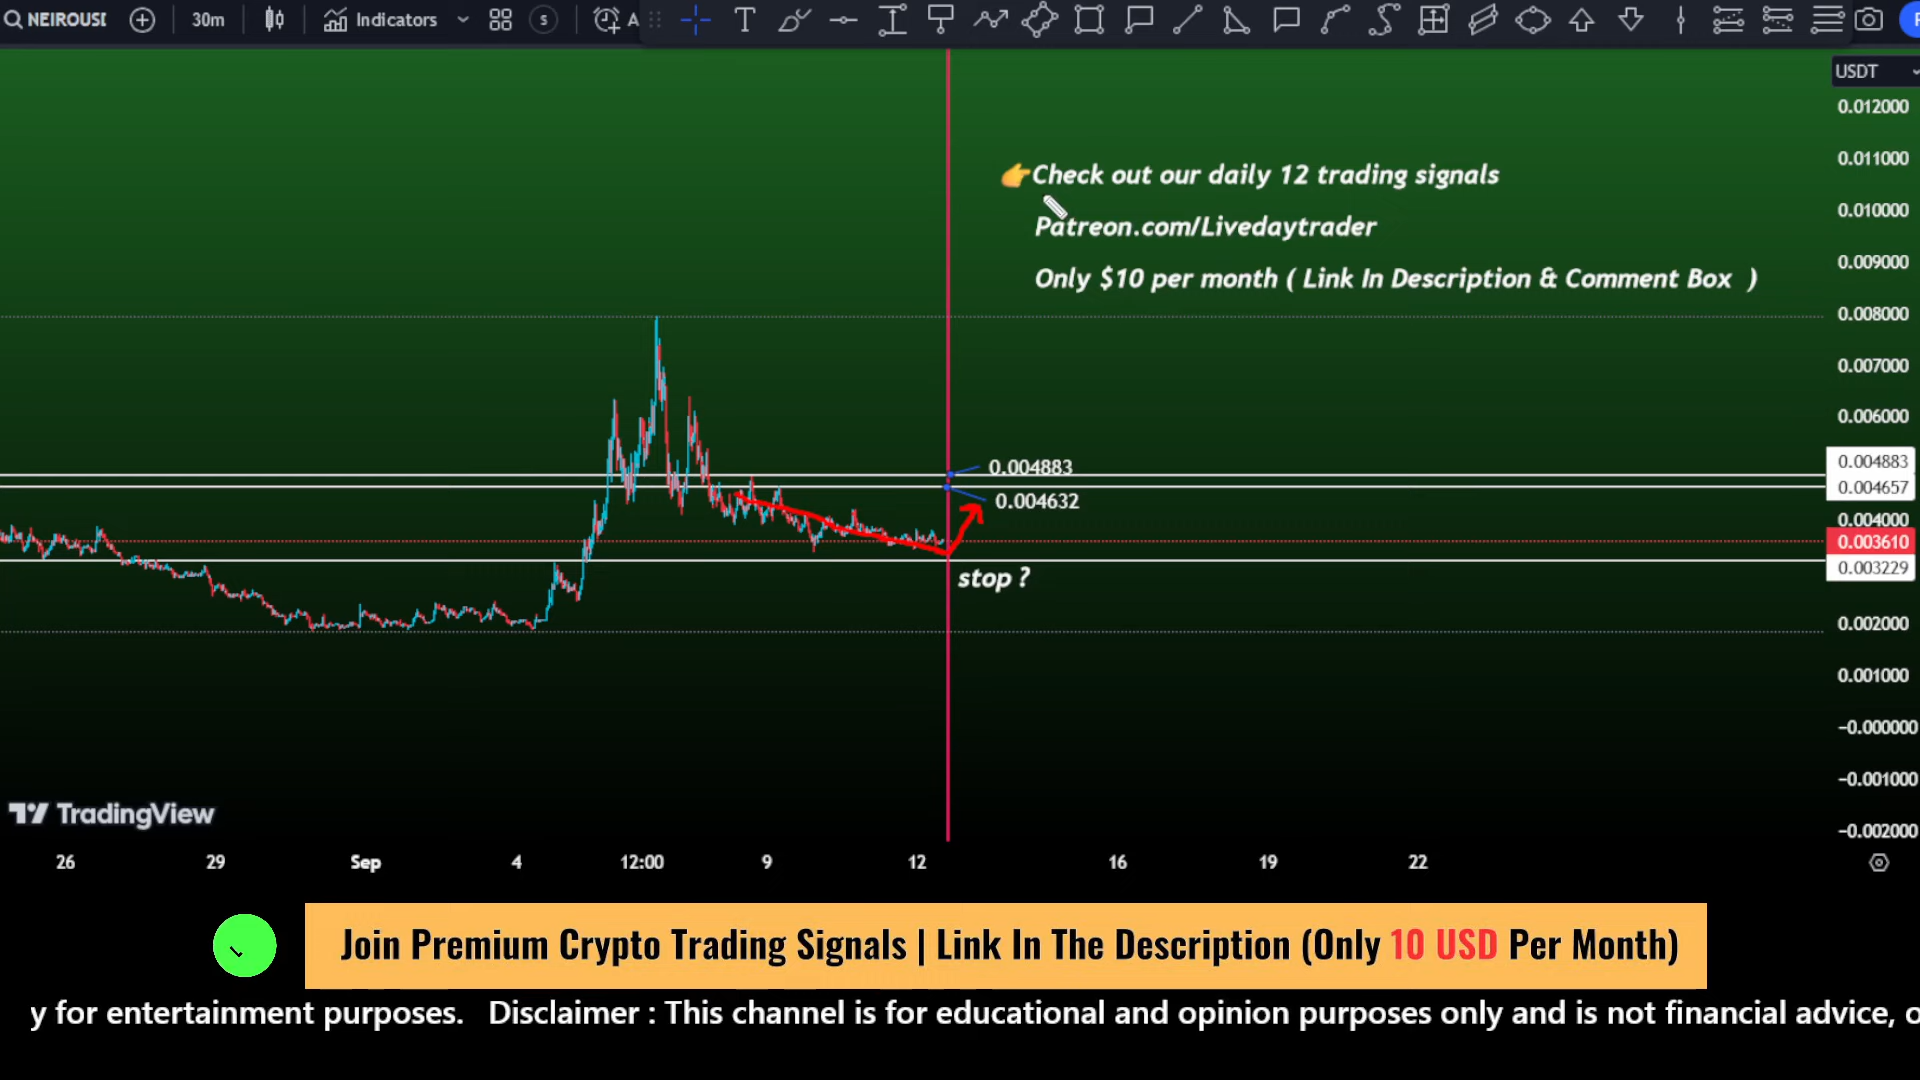 NEIROUSI
30m
Indicators
S
A
USDT
0.012000
👉Check out our daily 12 trading signals
0.011000
Patreon.com/Livedaytrader
0.010000
Only $10 per month ( Link In Description & Comment Box )
0.009000
0.008000
0.007000
0.006000
0.004883
0.004883
0.004632
0.004657
0.004000
0.003610
0.003229
stop ?
0.002000
0.001000
−0.000000
−0.001000
TradingView
−0.002000
26 29 Sep 4 12:00 9 12 16 19 22
Join Premium Crypto Trading Signals | Link In The Description (Only 10 USD Per Month)
y for entertainment purposes. Disclaimer : This channel is for educational and opinion purposes only and is not financial advice, o